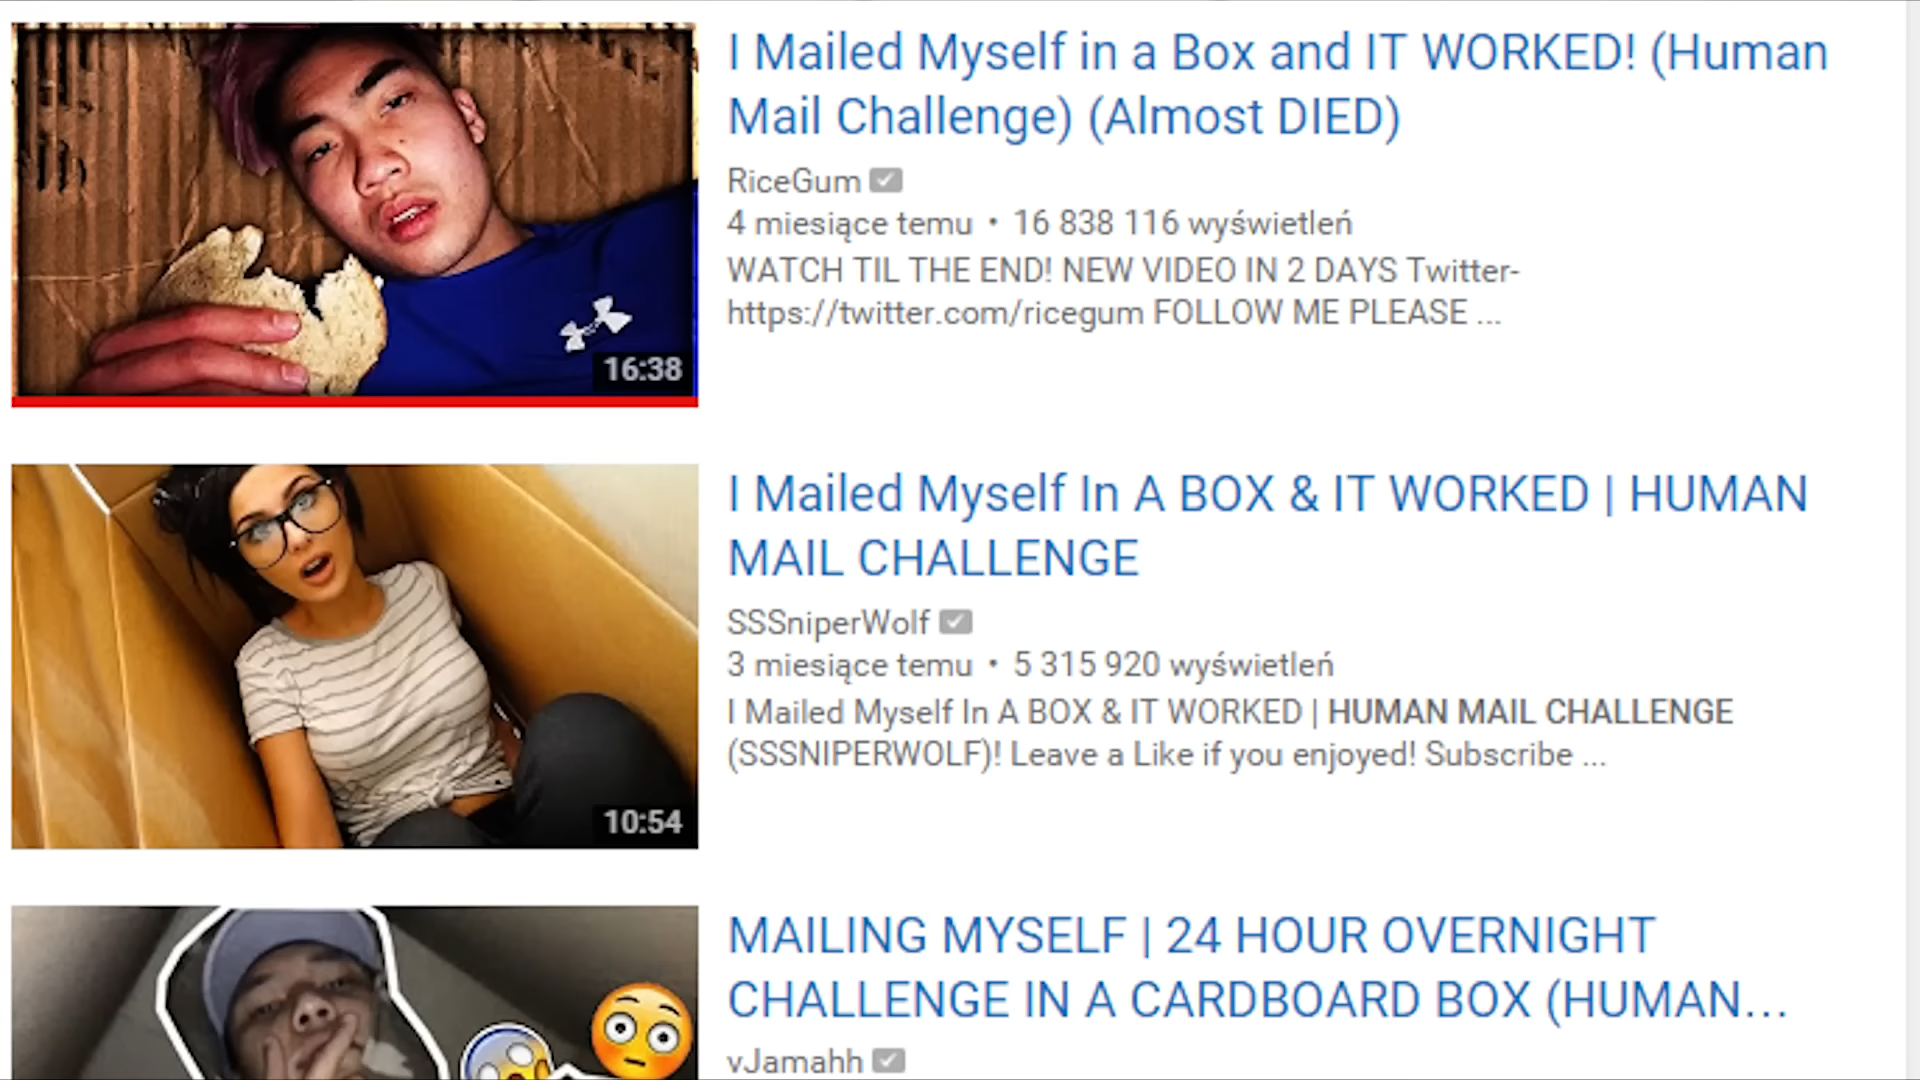 I Mailed Myself in a Box and IT WORKED! (Human
Mail Challenge) (Almost DIED)
RiceGum
4 miesiące temu • 16 838 116 wyświetleń
WATCH TIL THE END! NEW VIDEO IN 2 DAYS Twitter-
https://twitter.com/ricegum FOLLOW ME PLEASE ...
16:38
I Mailed Myself In A BOX & IT WORKED | HUMAN
MAIL CHALLENGE
SSSniperWolf
3 miesiące temu • 5 315 920 wyświetleń
I Mailed Myself In A BOX & IT WORKED | HUMAN MAIL CHALLENGE
(SSSNIPERWOLF)! Leave a Like if you enjoyed! Subscribe ...
10:54
MAILING MYSELF | 24 HOUR OVERNIGHT
CHALLENGE IN A CARDBOARD BOX (HUMAN...
vJamahh